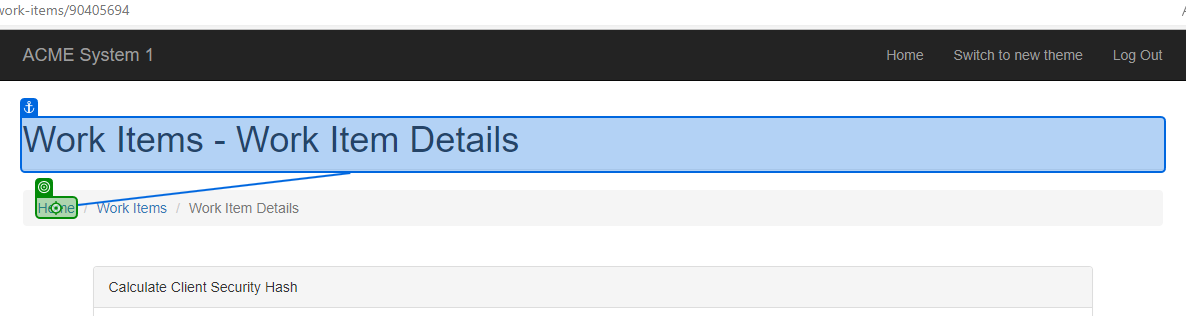 work-items/90405694
ACME System 1 Home Switch to new theme Log Out
Work Items - Work Item Details
Home / Work Items / Work Item Details
Calculate Client Security Hash